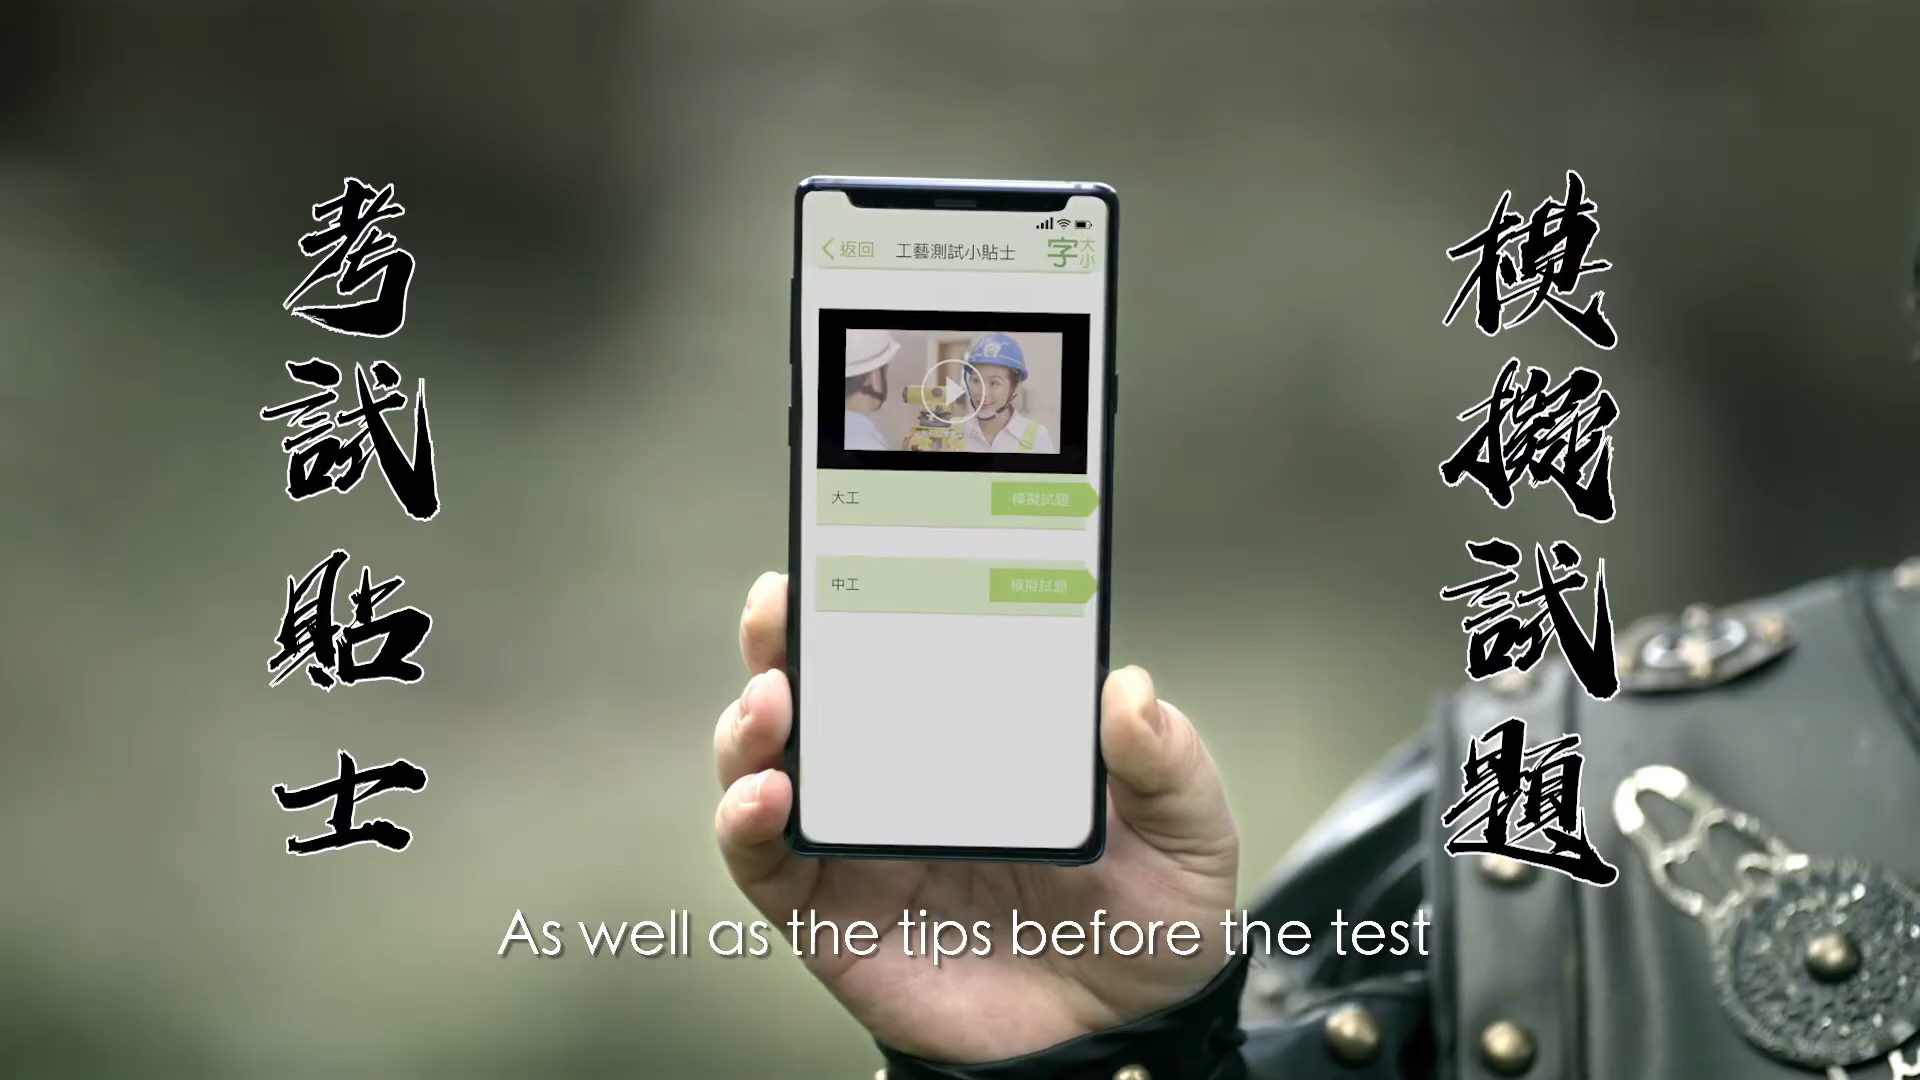 考試貼士
返回 工藝測試小貼士 字大小
大工 模擬試題
中工 模擬試題
模擬試題
As well as the tips before the test